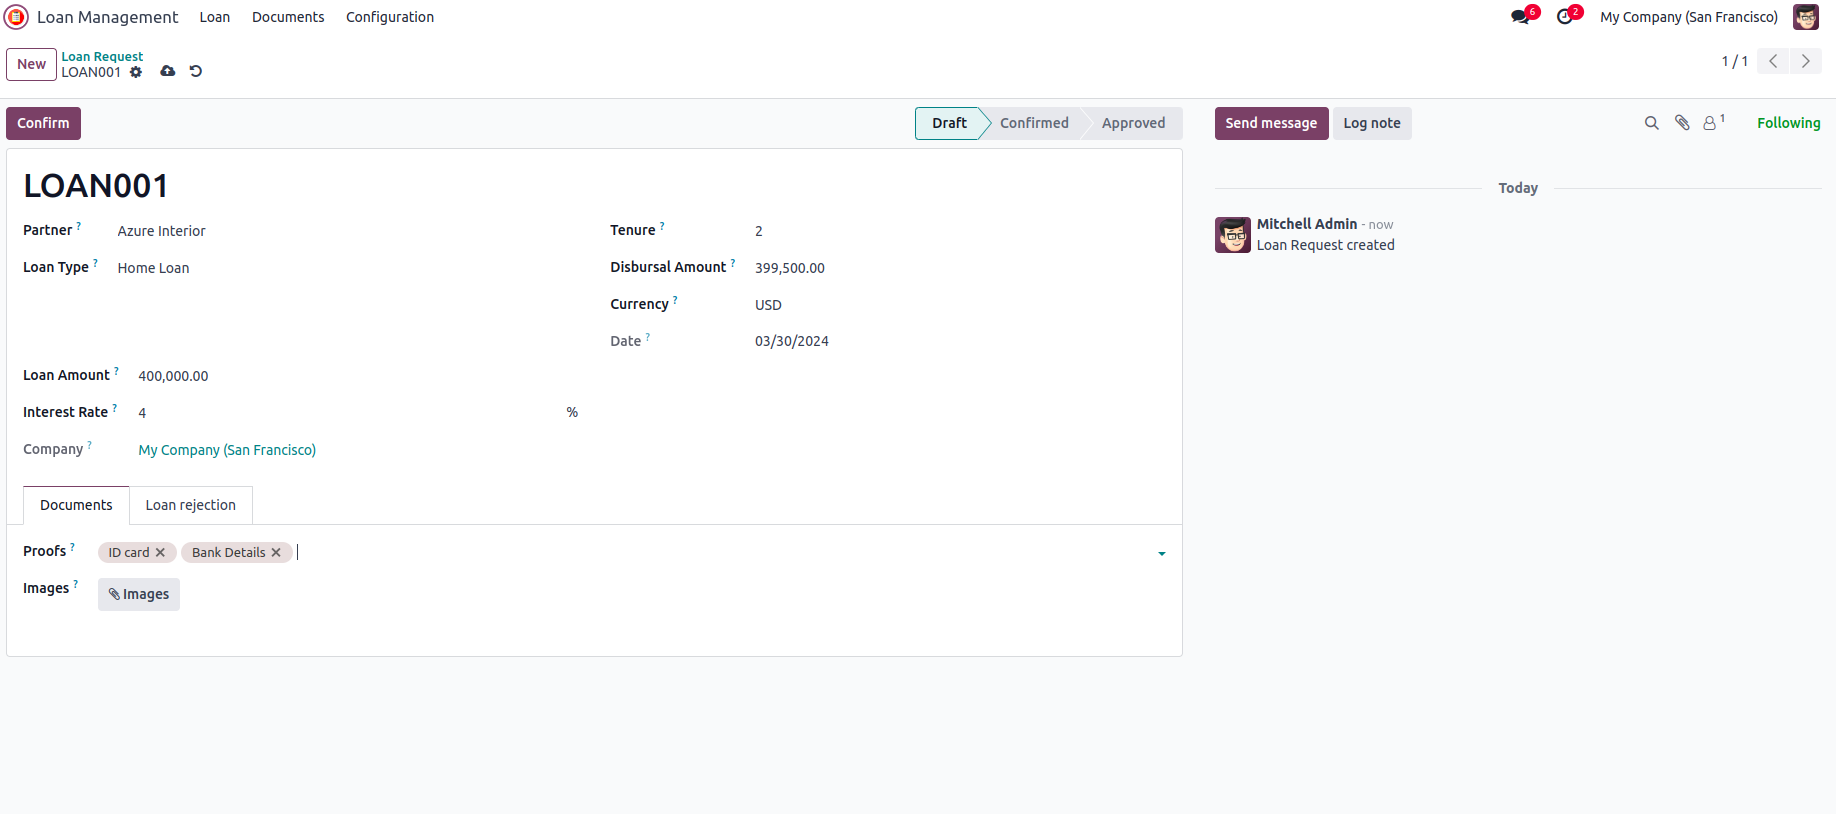 Loan Management Loan Documents Configuration 6 2 My Company (San Francisco)
New Loan Request
LOAN001 1 / 1
Confirm Draft Confirmed Approved Send message Log note 1 Following
LOAN001
Partner ? Azure Interior
Loan Type ? Home Loan
Tenure ? 2
Disbursal Amount ? 399,500.00
Currency ? USD
Date ? 03/30/2024
Loan Amount ? 400,000.00
Interest Rate ? 4 %
Company ? My Company (San Francisco)
Documents Loan rejection
Proofs ? ID card ✕ Bank Details ✕
Images ? Images
Today
Mitchell Admin - now
Loan Request created